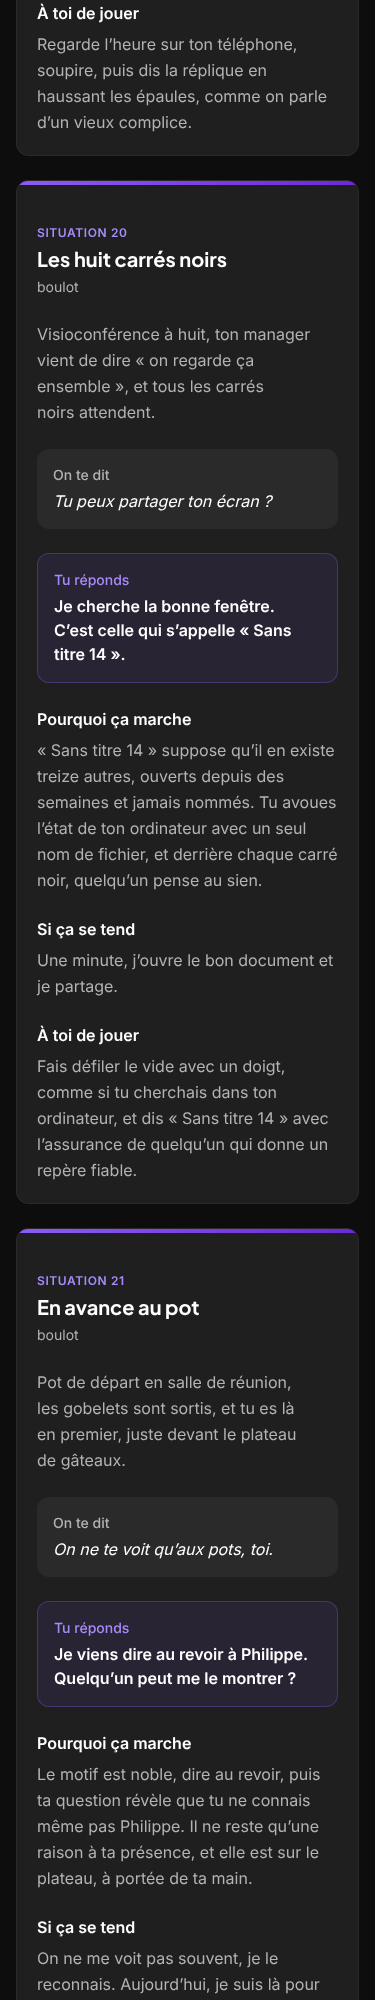 À toi de jouer
Regarde l’heure sur ton téléphone,
soupire, puis dis la réplique en
haussant les épaules, comme on parle
d’un vieux complice.
SITUATION 20
Les huit carrés noirs
boulot
Visioconférence à huit, ton manager
vient de dire « on regarde ça
ensemble », et tous les carrés
noirs attendent.
On te dit
Tu peux partager ton écran ?
Tu réponds
Je cherche la bonne fenêtre.
C’est celle qui s’appelle « Sans
titre 14 ».
Pourquoi ça marche
« Sans titre 14 » suppose qu’il en existe
treize autres, ouverts depuis des
semaines et jamais nommés. Tu avoues
l’état de ton ordinateur avec un seul
nom de fichier, et derrière chaque carré
noir, quelqu’un pense au sien.
Si ça se tend
Une minute, j’ouvre le bon document et
je partage.
À toi de jouer
Fais défiler le vide avec un doigt,
comme si tu cherchais dans ton
ordinateur, et dis « Sans titre 14 » avec
l’assurance de quelqu’un qui donne un
repère fiable.
SITUATION 21
En avance au pot
boulot
Pot de départ en salle de réunion,
les gobelets sont sortis, et tu es là
en premier, juste devant le plateau
de gâteaux.
On te dit
On ne te voit qu’aux pots, toi.
Tu réponds
Je viens dire au revoir à Philippe.
Quelqu’un peut me le montrer ?
Pourquoi ça marche
Le motif est noble, dire au revoir, puis
ta question révèle que tu ne connais
même pas Philippe. Il ne reste qu’une
raison à ta présence, et elle est sur le
plateau, à portée de ta main.
Si ça se tend
On ne me voit pas souvent, je le
reconnais. Aujourd’hui, je suis là pour